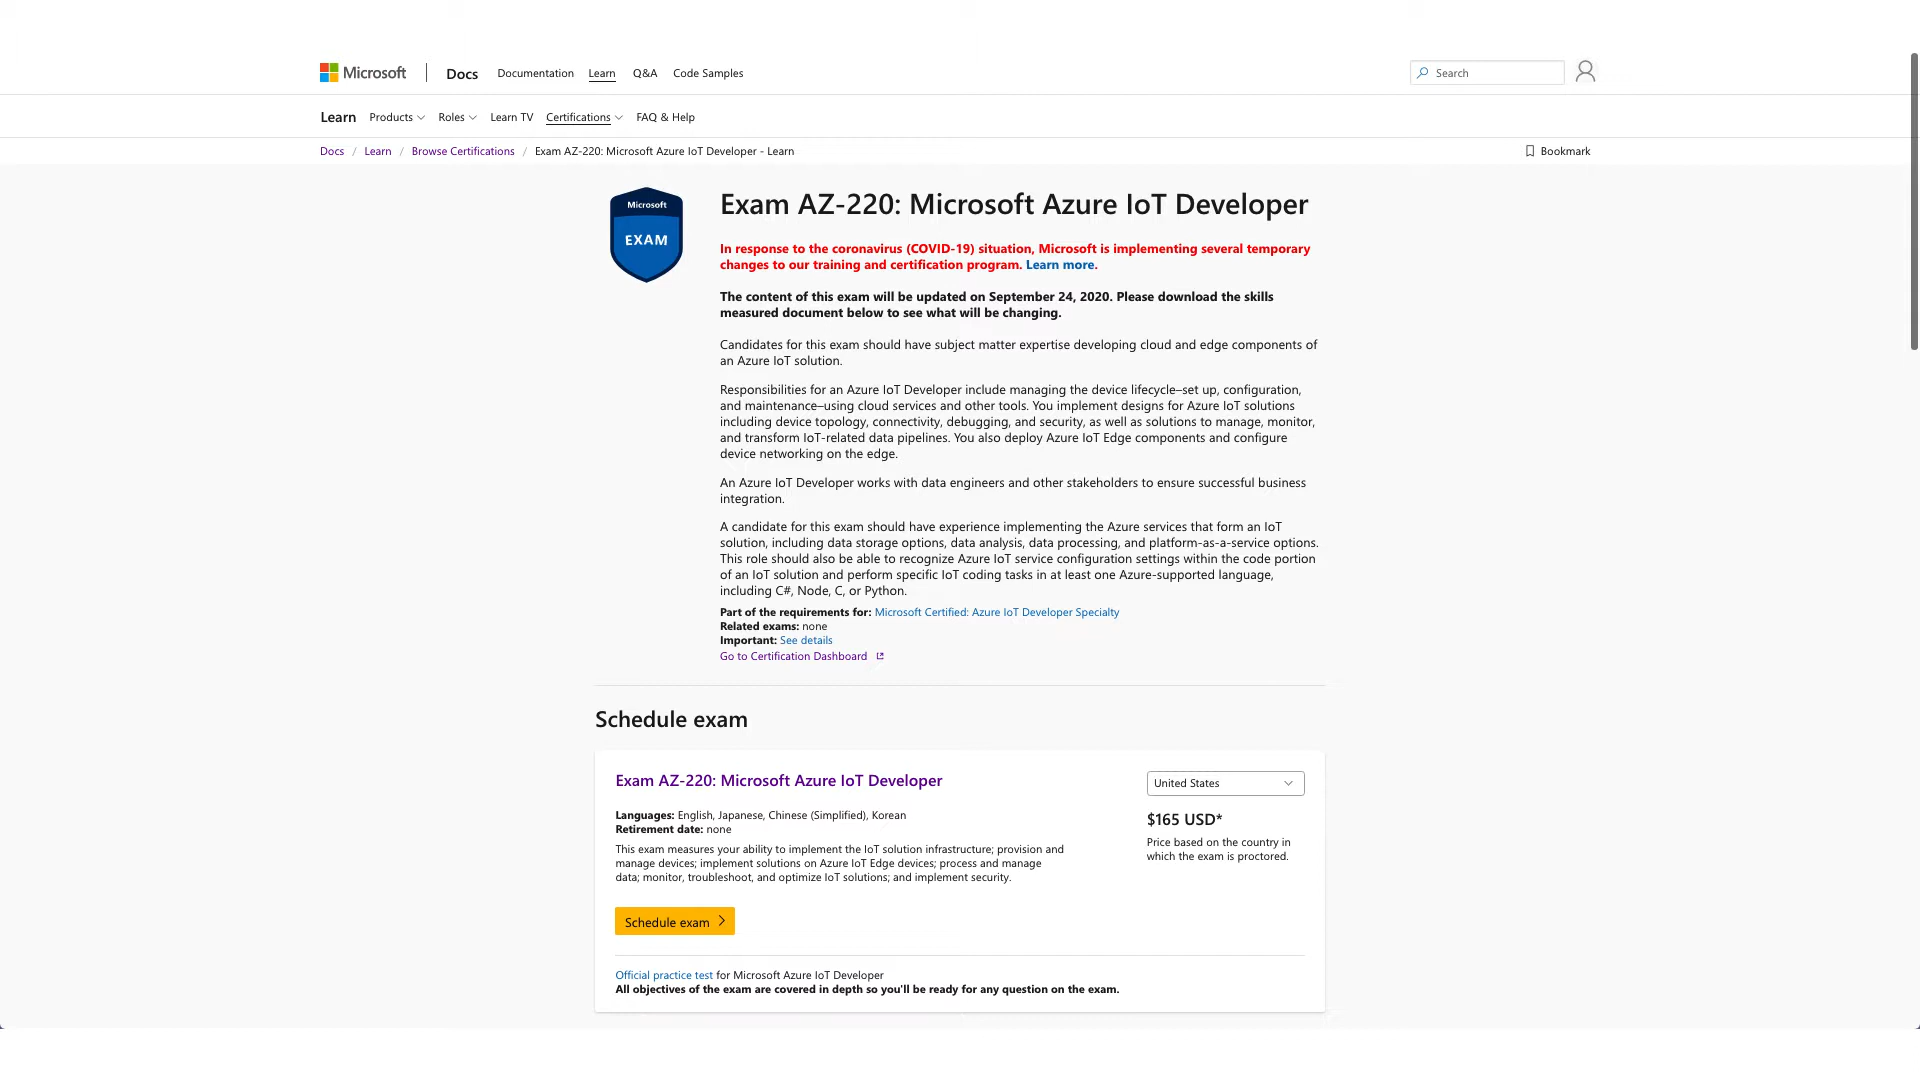 Microsoft Docs Documentation Learn Q&A Code Samples Search
Learn Products Roles Learn TV Certifications FAQ & Help
Docs / Learn / Browse Certifications / Exam AZ-220: Microsoft Azure IoT Developer - Learn Bookmark
Microsoft
EXAM
Exam AZ-220: Microsoft Azure IoT Developer
In response to the coronavirus (COVID-19) situation, Microsoft is implementing several temporary
changes to our training and certification program. Learn more.
The content of this exam will be updated on September 24, 2020. Please download the skills
measured document below to see what will be changing.
Candidates for this exam should have subject matter expertise developing cloud and edge components of
an Azure IoT solution.
Responsibilities for an Azure IoT Developer include managing the device lifecycle–set up, configuration,
and maintenance–using cloud services and other tools. You implement designs for Azure IoT solutions
including device topology, connectivity, debugging, and security, as well as solutions to manage, monitor,
and transform IoT-related data pipelines. You also deploy Azure IoT Edge components and configure
device networking on the edge.
An Azure IoT Developer works with data engineers and other stakeholders to ensure successful business
integration.
A candidate for this exam should have experience implementing the Azure services that form an IoT
solution, including data storage options, data analysis, data processing, and platform-as-a-service options.
This role should also be able to recognize Azure IoT service configuration settings within the code portion
of an IoT solution and perform specific IoT coding tasks in at least one Azure-supported language,
including C#, Node, C, or Python.
Part of the requirements for: Microsoft Certified: Azure IoT Developer Specialty
Related exams: none
Important: See details
Go to Certification Dashboard
Schedule exam
Exam AZ-220: Microsoft Azure IoT Developer
Languages: English, Japanese, Chinese (Simplified), Korean
Retirement date: none
This exam measures your ability to implement the IoT solution infrastructure; provision and
manage devices; implement solutions on Azure IoT Edge devices; process and manage
data; monitor, troubleshoot, and optimize IoT solutions; and implement security.
United States
$165 USD*
Price based on the country in
which the exam is proctored.
Schedule exam
Official practice test for Microsoft Azure IoT Developer
All objectives of the exam are covered in depth so you'll be ready for any question on the exam.